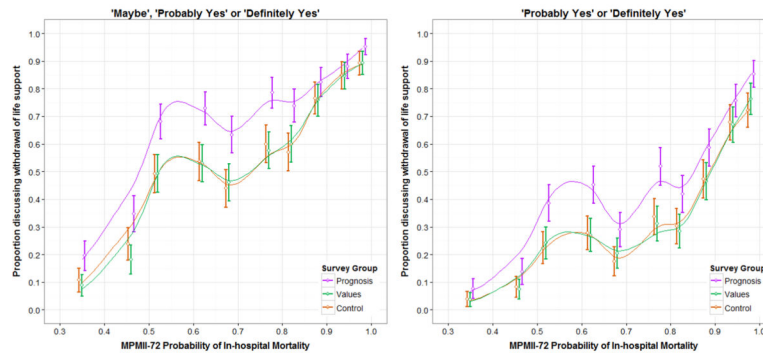 'Maybe', 'Probably Yes' or 'Definitely Yes'
Proportion discussing withdrawal of life support
1.0
0.9
0.8
0.7
0.6
0.5
0.4
0.3
0.2
0.1
0.0
Survey Group
Prognosis
Values
Control
0.3 0.4 0.5 0.6 0.7 0.8 0.9 1.0
MPMII-72 Probability of In-hospital Mortality
'Probably Yes' or 'Definitely Yes'
Proportion discussing withdrawal of life support
1.0
0.9
0.8
0.7
0.6
0.5
0.4
0.3
0.2
0.1
0.0
Survey Group
Prognosis
Values
Control
0.3 0.4 0.5 0.6 0.7 0.8 0.9 1.0
MPMII-72 Probability of In-hospital Mortality